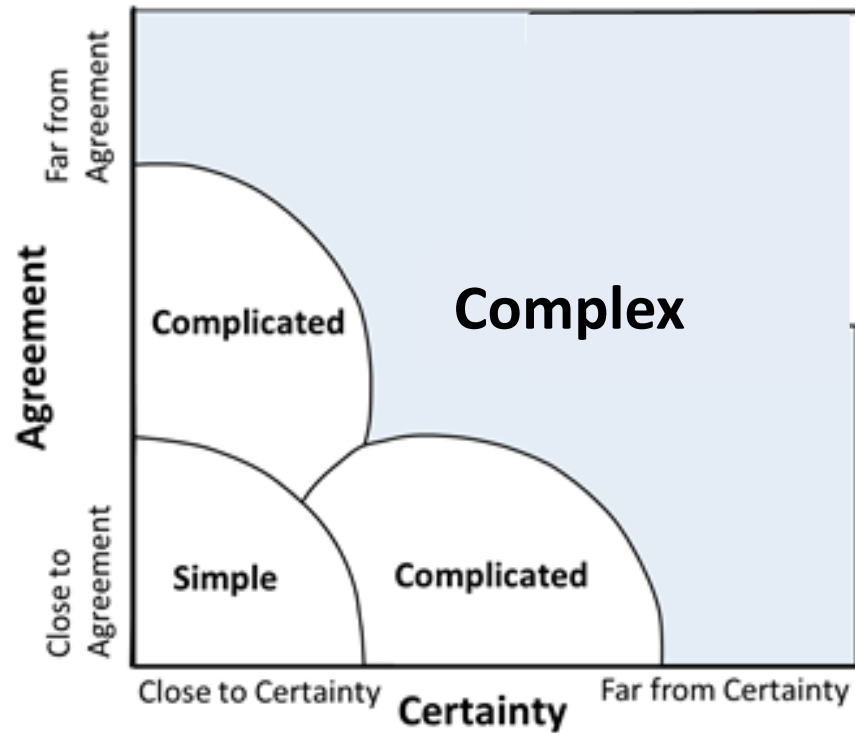 Far from
Agreement
Agreement
Close to
Agreement
Complicated
Complex
Simple
Complicated
Close to Certainty
Certainty
Far from Certainty